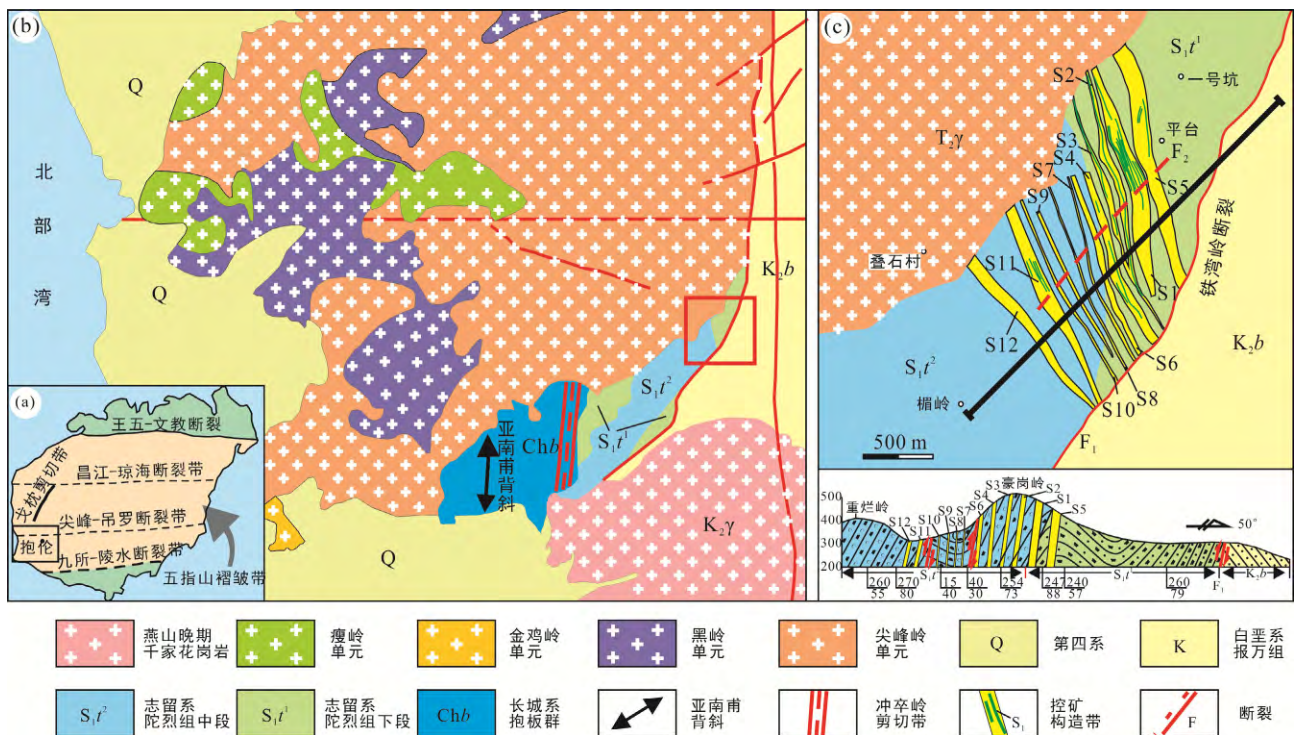 (b)
Q
北
部
湾
Q
K₂b
S₁t²
S₁t¹
Chb
亚南甫背斜
K₂γ
Q
(a)
王五-文教断裂
昌江-琼海断裂带
戈枕剪切带
尖峰-吊罗断裂带
抱伦
九所-陵水断裂带
五指山褶皱带
(c)
S₁t¹
S2
一号坑
T₂γ
平台
S3
F₂
S4
S7
S5
S9
铁湾岭断裂
叠石村
S11
S1
S12
K₂b
S₁t²
S6
S8
楣岭
S10
500 m
F₁
500
400
300
200
重烂岭
豪岗岭
S3
S2
S4
S1
S6
S5
S7
S9
S8
S10
S11
S12
50°
260
55
270
80
S₁t
15
40
40
30
254
73
247
88
240
57
S₁t¹
260
79
F₁
K₂b
燕山晚期
千家花岗岩
瘦岭
单元
金鸡岭
单元
黑岭
单元
尖峰岭
单元
Q
第四系
K
白垩系
报万组
S₁t²
志留系
陀烈组中段
S₁t¹
志留系
陀烈组下段
Chb
长城系
抱板群
亚南甫
背斜
冲卒岭
剪切带
S₁
控矿
构造带
F
断裂